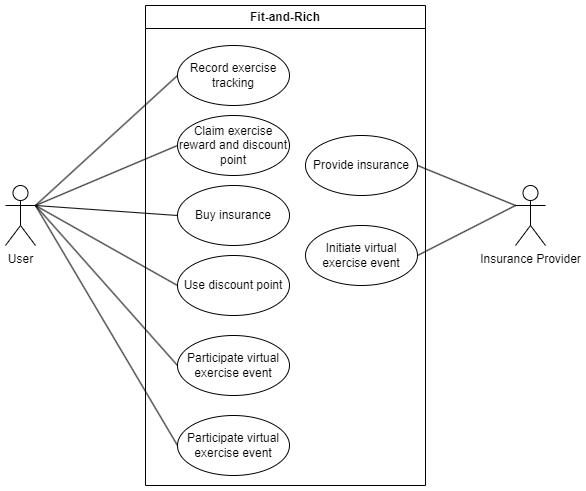 Fit-and-Rich
Record exercise
tracking
Claim exercise
reward and discount
point
Provide insurance
Buy insurance
User
Insurance Provider
Initiate virtual
exercise event
Use discount point
Participate virtual
exercise event
Participate virtual
exercise event